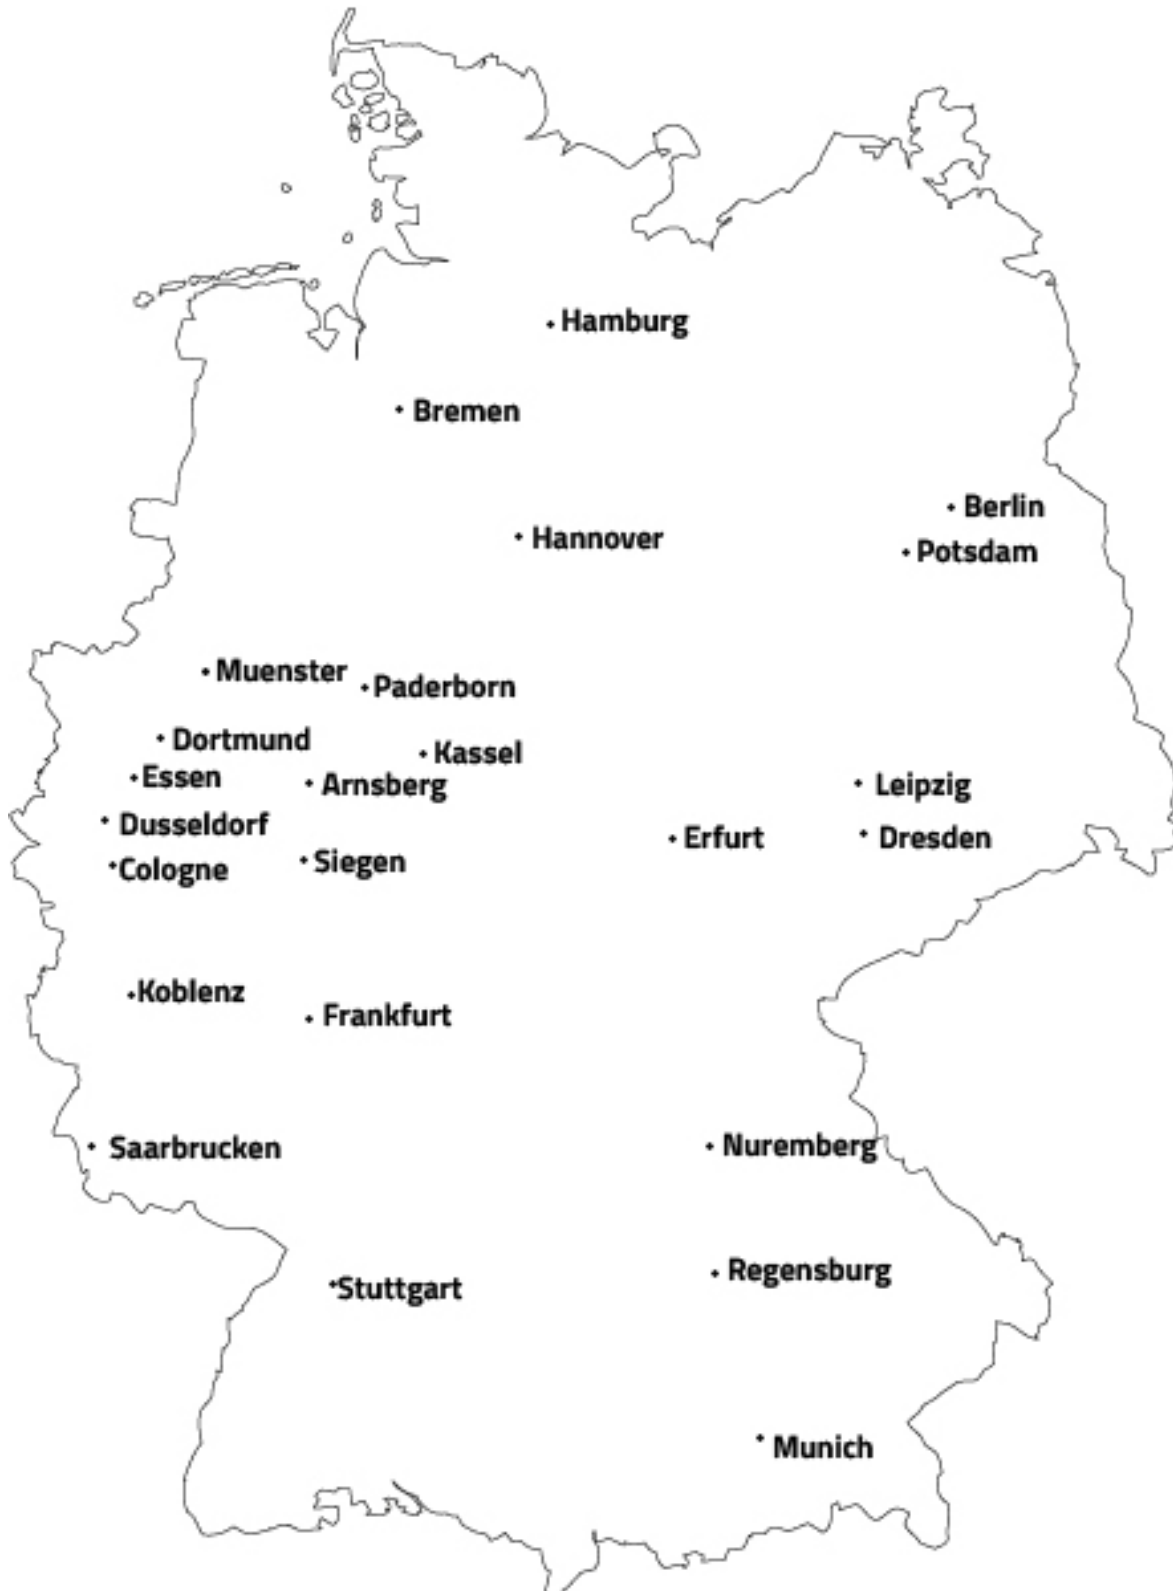 Hamburg
Bremen
Berlin
Hannover
Potsdam
Muenster
Paderborn
Dortmund
Kassel
Essen
Arnsberg
Leipzig
Dusseldorf
Erfurt
Dresden
Cologne
Siegen
Koblenz
Frankfurt
Saarbrucken
Nuremberg
Regensburg
Stuttgart
Munich